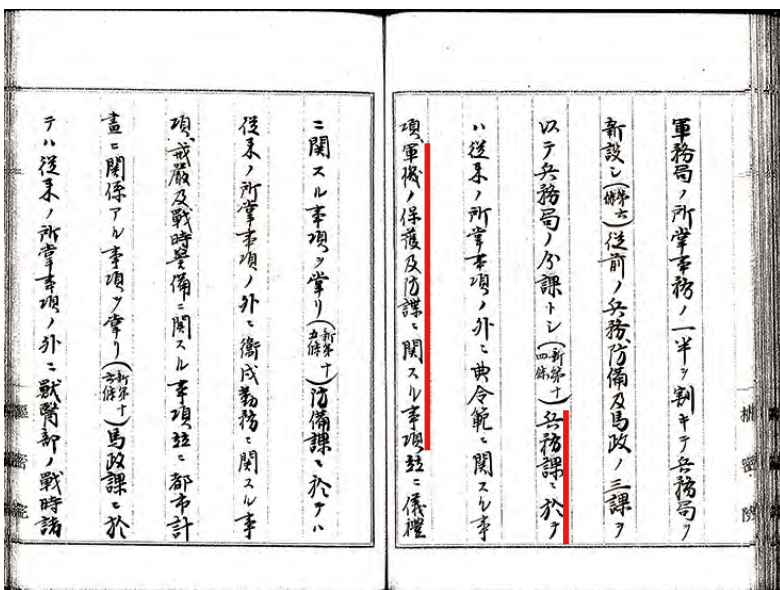 軍務局ノ所掌事務ノ一半ヲ割キテ兵務局ヲ
新設シ(第六條)従前ノ兵務、防備及馬政ノ三課ヲ
以テ兵務局ノ分課トシ(新第十四條)兵務課ニ於テ
ハ従来ノ所掌事項ノ外ニ典令範ニ関スル事
項、軍機ノ保護及防諜ニ関スル事項竝ニ儀禮
ニ関スル事項ヲ掌リ(新第十五條)防備課ニ於テハ
従来ノ所掌事項ノ外ニ衛戍勤務ニ関スル事
項、戒嚴及戰時警備ニ関スル事項竝ニ都市計
畫ニ関係アル事項ヲ掌リ(新第十六條)馬政課ニ於
テハ従来ノ所掌事項ノ外ニ獣醫部ノ戰時諸
樞密院